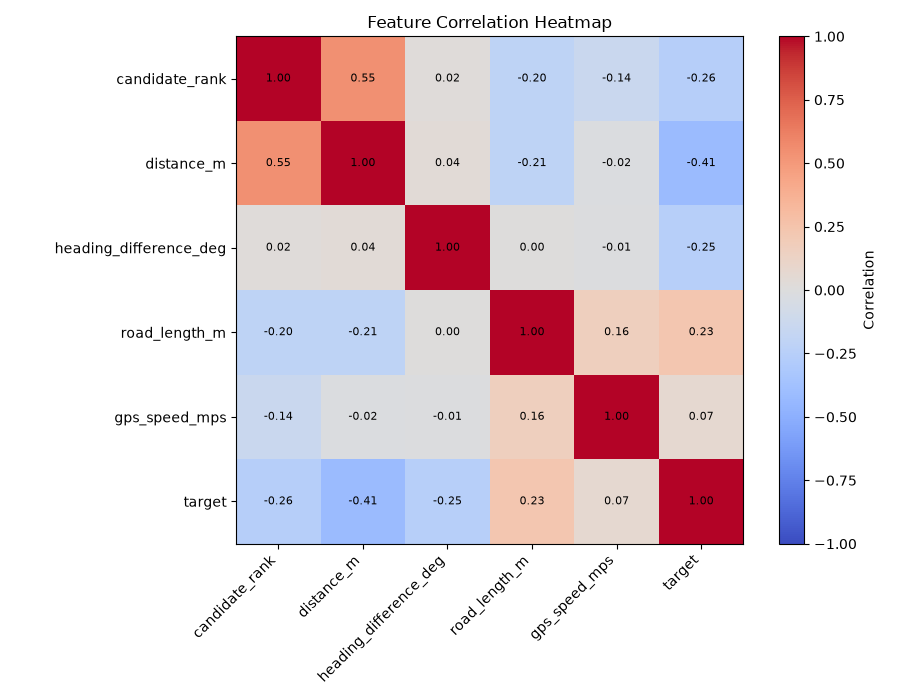 Feature Correlation Heatmap
candidate_rank 1.00 0.55 0.02 -0.20 -0.14 -0.26
distance_m 0.55 1.00 0.04 -0.21 -0.02 -0.41
heading_difference_deg 0.02 0.04 1.00 0.00 -0.01 -0.25
road_length_m -0.20 -0.21 0.00 1.00 0.16 0.23
gps_speed_mps -0.14 -0.02 -0.01 0.16 1.00 0.07
target -0.26 -0.41 -0.25 0.23 0.07 1.00
candidate_rank
distance_m
heading_difference_deg
road_length_m
gps_speed_mps
target
1.00
0.75
0.50
0.25
0.00
−0.25
−0.50
−0.75
−1.00
Correlation